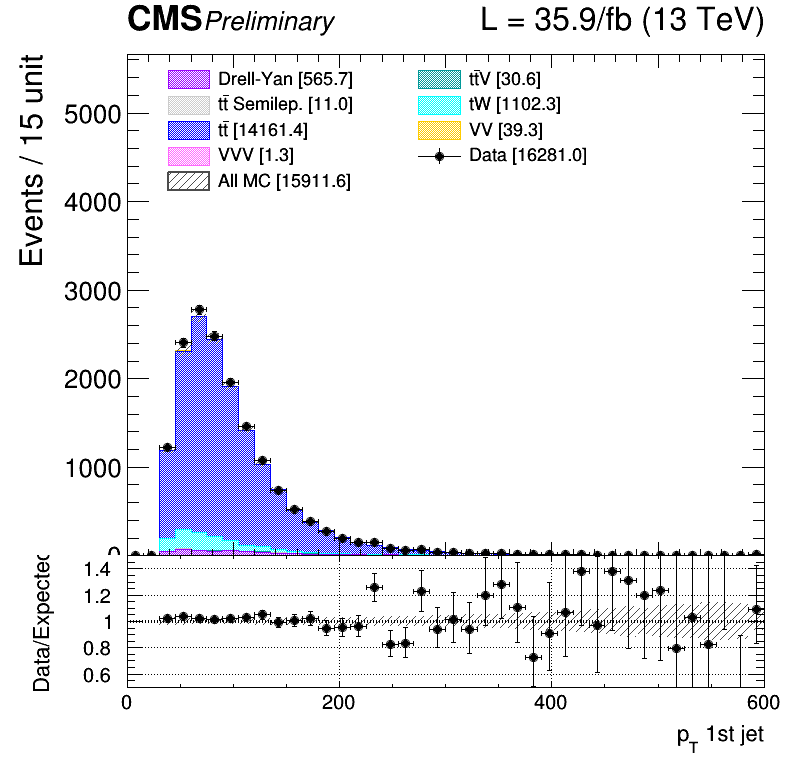 CMS Preliminary L = 35.9/fb (13 TeV)
Events / 15 unit
Drell-Yan [565.7]
tt̄ Semilep. [11.0]
tt̄ [14161.4]
VVV [1.3]
All MC [15911.6]
tt̄V [30.6]
tW [1102.3]
VV [39.3]
Data [16281.0]
5000
4000
3000
2000
1000
0
Data/Expected
1.4
1.2
1
0.8
0.6
0 200 400 600
p_T 1st jet